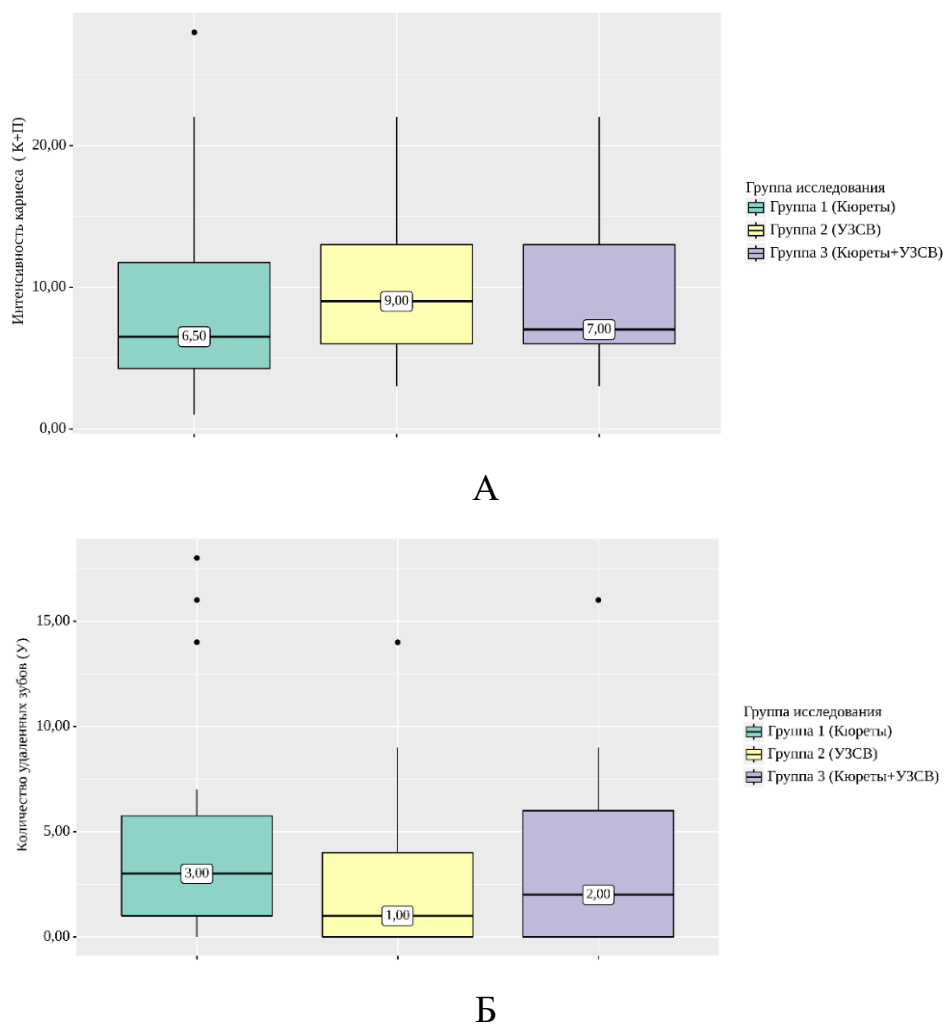 Интенсивность кариеса ( К+П)
20,00
10,00
0,00
6,50
9,00
7,00
Группа исследования
Группа 1 (Кюреты)
Группа 2 (УЗСВ)
Группа 3 (Кюреты+УЗСВ)
А
Количество удаленных зубов (У)
15,00
10,00
5,00
0,00
3,00
1,00
2,00
Группа исследования
Группа 1 (Кюреты)
Группа 2 (УЗСВ)
Группа 3 (Кюреты+УЗСВ)
Б